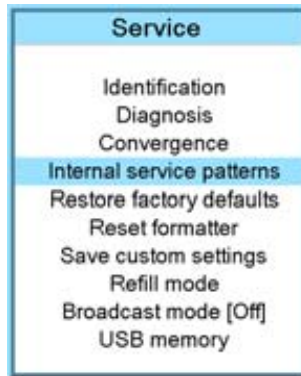 Service
Identification
Diagnosis
Convergence
Internal service patterns
Restore factory defaults
Reset formatter
Save custom settings
Refill mode
Broadcast mode [Off]
USB memory